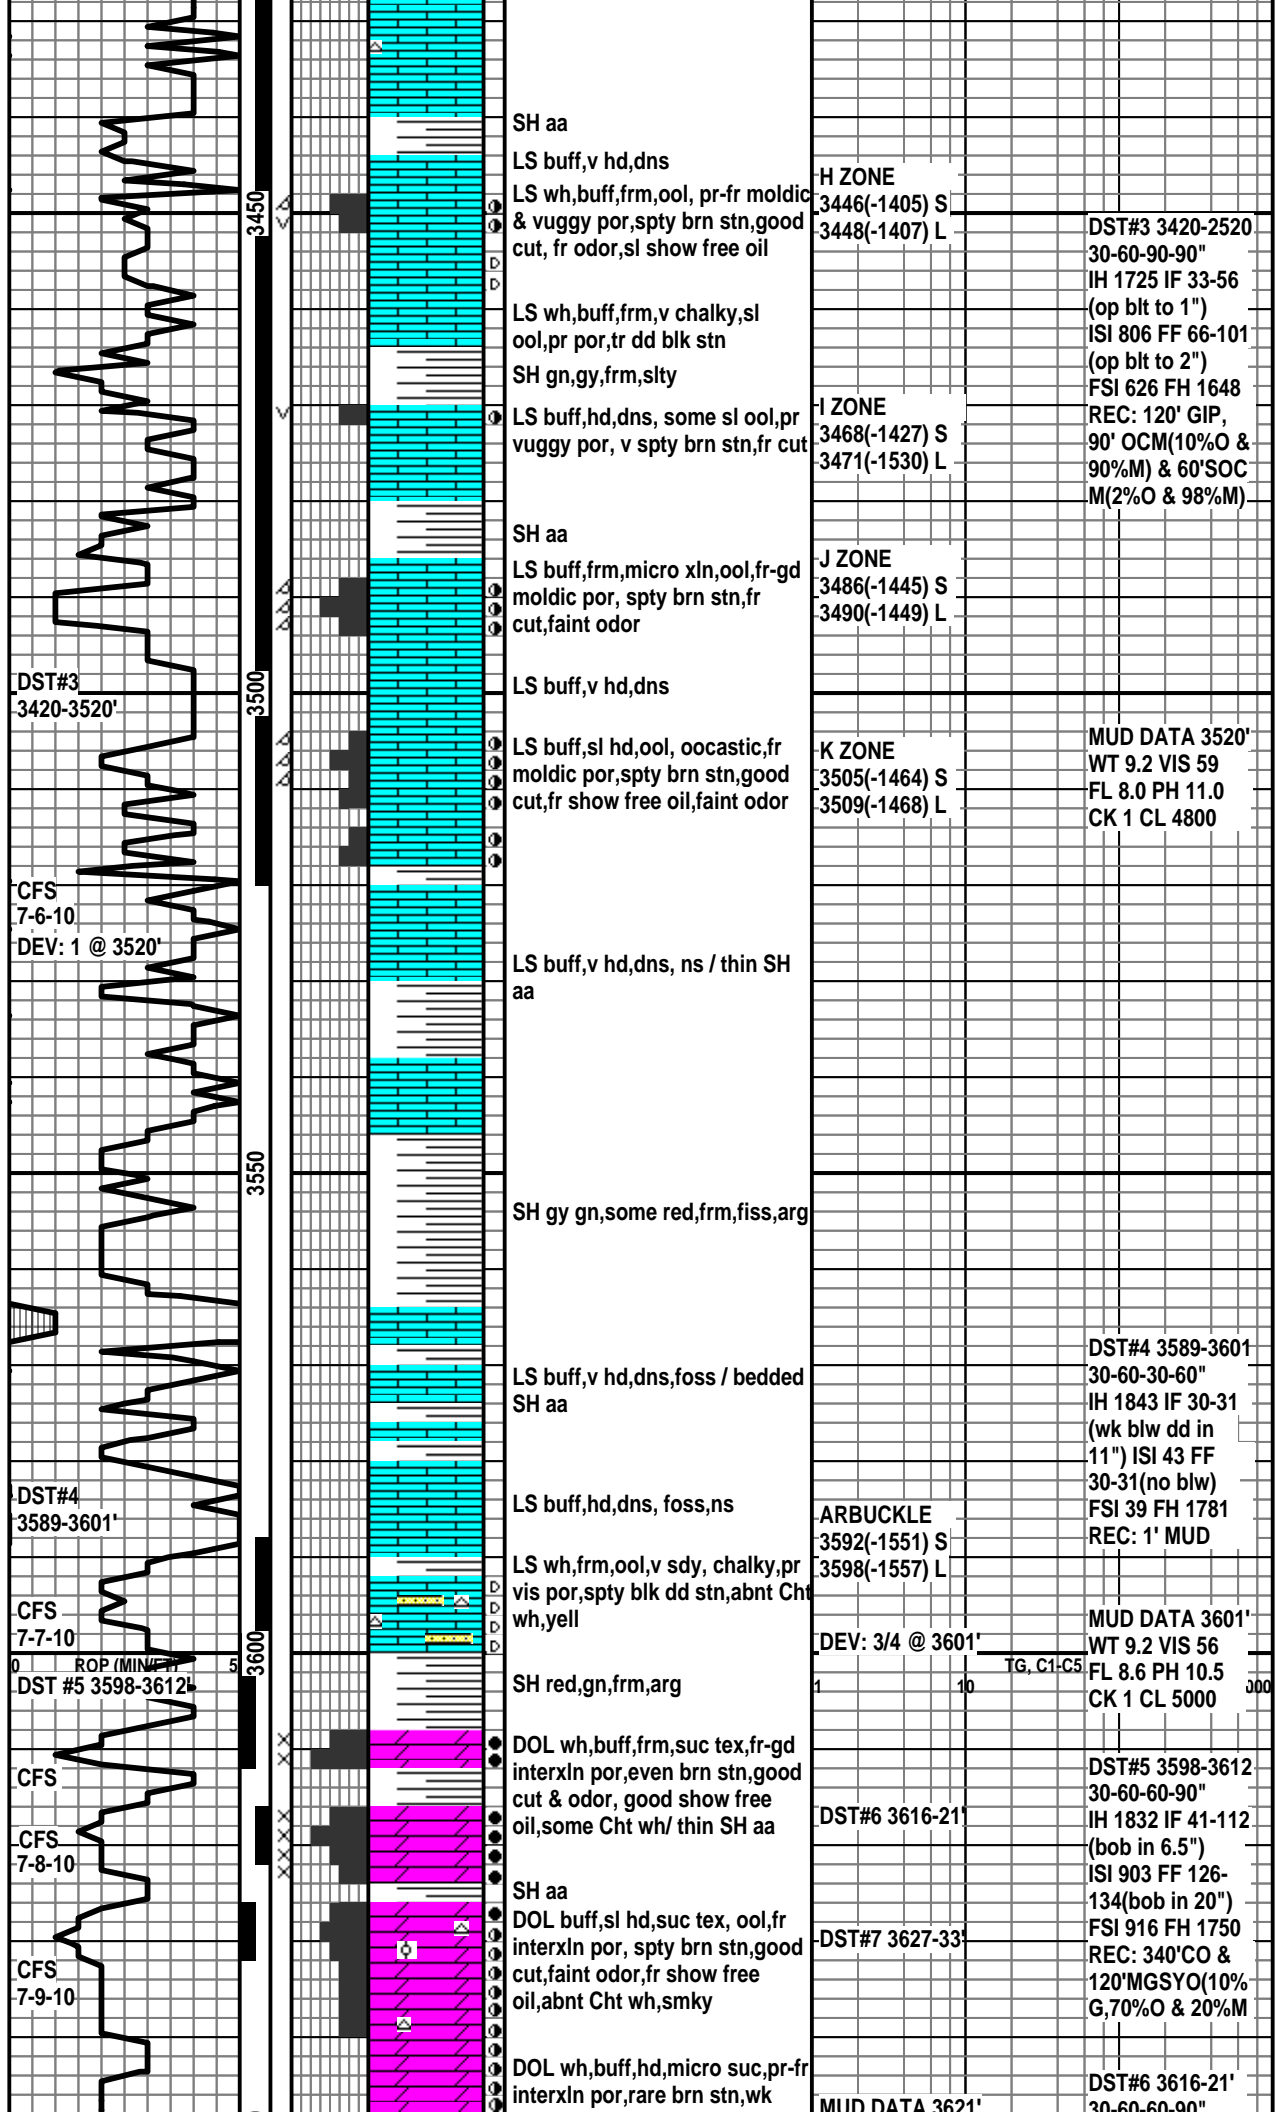 SH aa
LS buff,v hd,dns
LS wh,buff,frm,ool, pr-fr moldic
& vuggy por,spty brn stn,good
cut, fr odor,sl show free oil
LS wh,buff,frm,v chalky,sl
ool,pr por,tr dd blk stn
SH gn,gy,frm,slty
LS buff,hd,dns, some sl ool,pr
vuggy por, v spty brn stn,fr cut
SH aa
LS buff,frm,micro xln,ool,fr-gd
moldic por, spty brn stn,fr
cut,faint odor
LS buff,v hd,dns
LS buff,sl hd,ool, oocastic,fr
moldic por,spty brn stn,good
cut,fr show free oil,faint odor
LS buff,v hd,dns, ns / thin SH
aa
SH gy gn,some red,frm,fiss,arg
LS buff,v hd,dns,foss / bedded
SH aa
LS buff,hd,dns, foss,ns
LS wh,frm,ool,v sdy, chalky,pr
vis por,spty blk dd stn,abnt Cht
wh,yell
SH red,gn,frm,arg
DOL wh,buff,frm,suc tex,fr-gd
interxln por,even brn stn,good
cut & odor, good show free
oil,some Cht wh/ thin SH aa
SH aa
DOL buff,sl hd,suc tex, ool,fr
interxln por, spty brn stn,good
cut,faint odor,fr show free
oil,abnt Cht wh,smky
DOL wh,buff,hd,micro suc,pr-fr
interxln por,rare brn stn,wk
3450
3500
3550
3600
DST#3
3420-3520'
CFS
7-6-10
DEV: 1 @ 3520'
DST#4
3589-3601'
CFS
7-7-10
0 ROP (MIN/FT) 5
DST #5 3598-3612'
CFS
CFS
7-8-10
CFS
7-9-10
H ZONE
3446(-1405) S
3448(-1407) L
I ZONE
3468(-1427) S
3471(-1530) L
J ZONE
3486(-1445) S
3490(-1449) L
K ZONE
3505(-1464) S
3509(-1468) L
ARBUCKLE
3592(-1551) S
3598(-1557) L
DEV: 3/4 @ 3601'
TG, C1-C5
1 10 000
DST#6 3616-21'
DST#7 3627-33'
MUD DATA 3621'
DST#3 3420-2520
30-60-90-90"
IH 1725 IF 33-56
(op blt to 1")
ISI 806 FF 66-101
(op blt to 2")
FSI 626 FH 1648
REC: 120' GIP,
90' OCM(10%O &
90%M) & 60'SOC
M(2%O & 98%M)
MUD DATA 3520'
WT 9.2 VIS 59
FL 8.0 PH 11.0
CK 1 CL 4800
DST#4 3589-3601
30-60-30-60"
IH 1843 IF 30-31
(wk blw dd in
11") ISI 43 FF
30-31(no blw)
FSI 39 FH 1781
REC: 1' MUD
MUD DATA 3601'
WT 9.2 VIS 56
FL 8.6 PH 10.5
CK 1 CL 5000
DST#5 3598-3612
30-60-60-90"
IH 1832 IF 41-112
(bob in 6.5")
ISI 903 FF 126-
134(bob in 20")
FSI 916 FH 1750
REC: 340'CO &
120'MGSYO(10%
G,70%O & 20%M
DST#6 3616-21'
30-60-60-90"